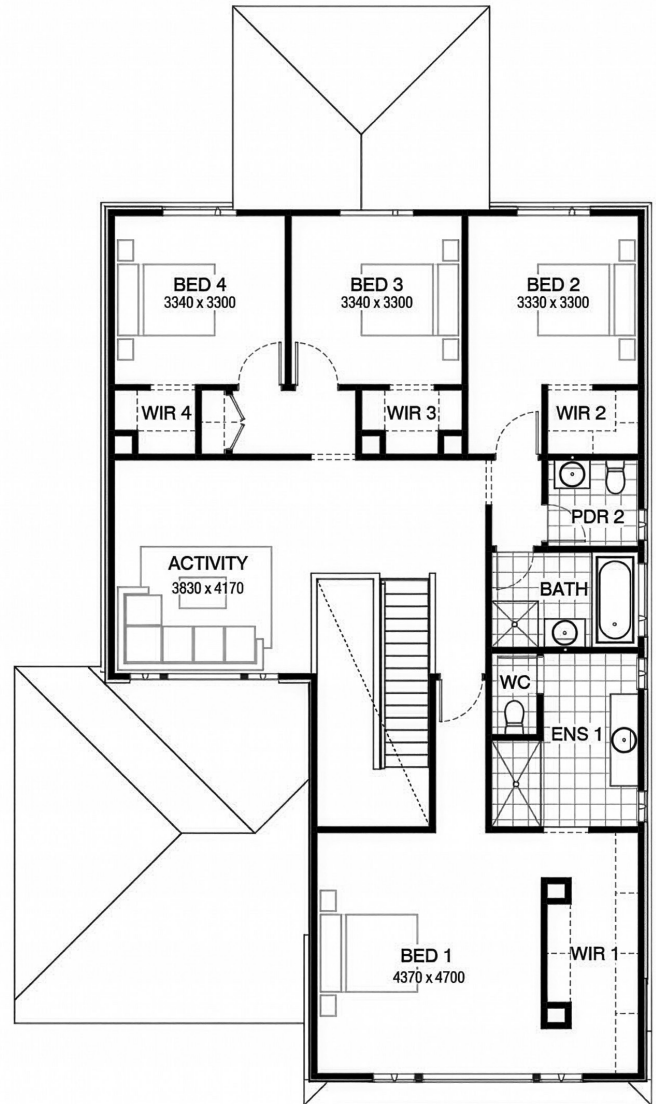 BED 4
3340 x 3300
BED 3
3340 x 3300
BED 2
3330 x 3300
WIR 4
WIR 3
WIR 2
PDR 2
ACTIVITY
3830 x 4170
BATH
WC
ENS 1
BED 1
4370 x 4700
WIR 1